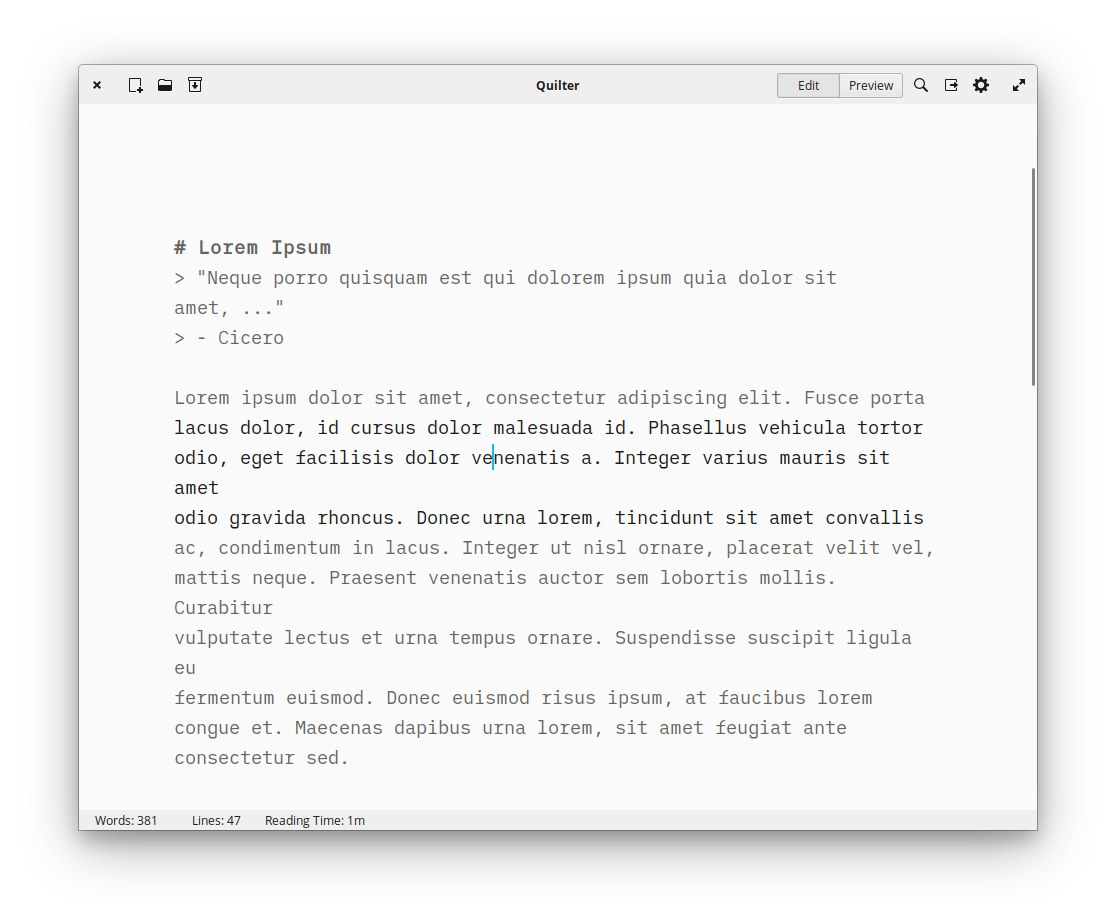 Quilter
Edit Preview
# Lorem Ipsum
> "Neque porro quisquam est qui dolorem ipsum quia dolor sit
amet, ..."
> - Cicero
Lorem ipsum dolor sit amet, consectetur adipiscing elit. Fusce porta
lacus dolor, id cursus dolor malesuada id. Phasellus vehicula tortor
odio, eget facilisis dolor venenatis a. Integer varius mauris sit
amet
odio gravida rhoncus. Donec urna lorem, tincidunt sit amet convallis
ac, condimentum in lacus. Integer ut nisl ornare, placerat velit vel,
mattis neque. Praesent venenatis auctor sem lobortis mollis.
Curabitur
vulputate lectus et urna tempus ornare. Suspendisse suscipit ligula
eu
fermentum euismod. Donec euismod risus ipsum, at faucibus lorem
congue et. Maecenas dapibus urna lorem, sit amet feugiat ante
consectetur sed.
Words: 381 Lines: 47 Reading Time: 1m